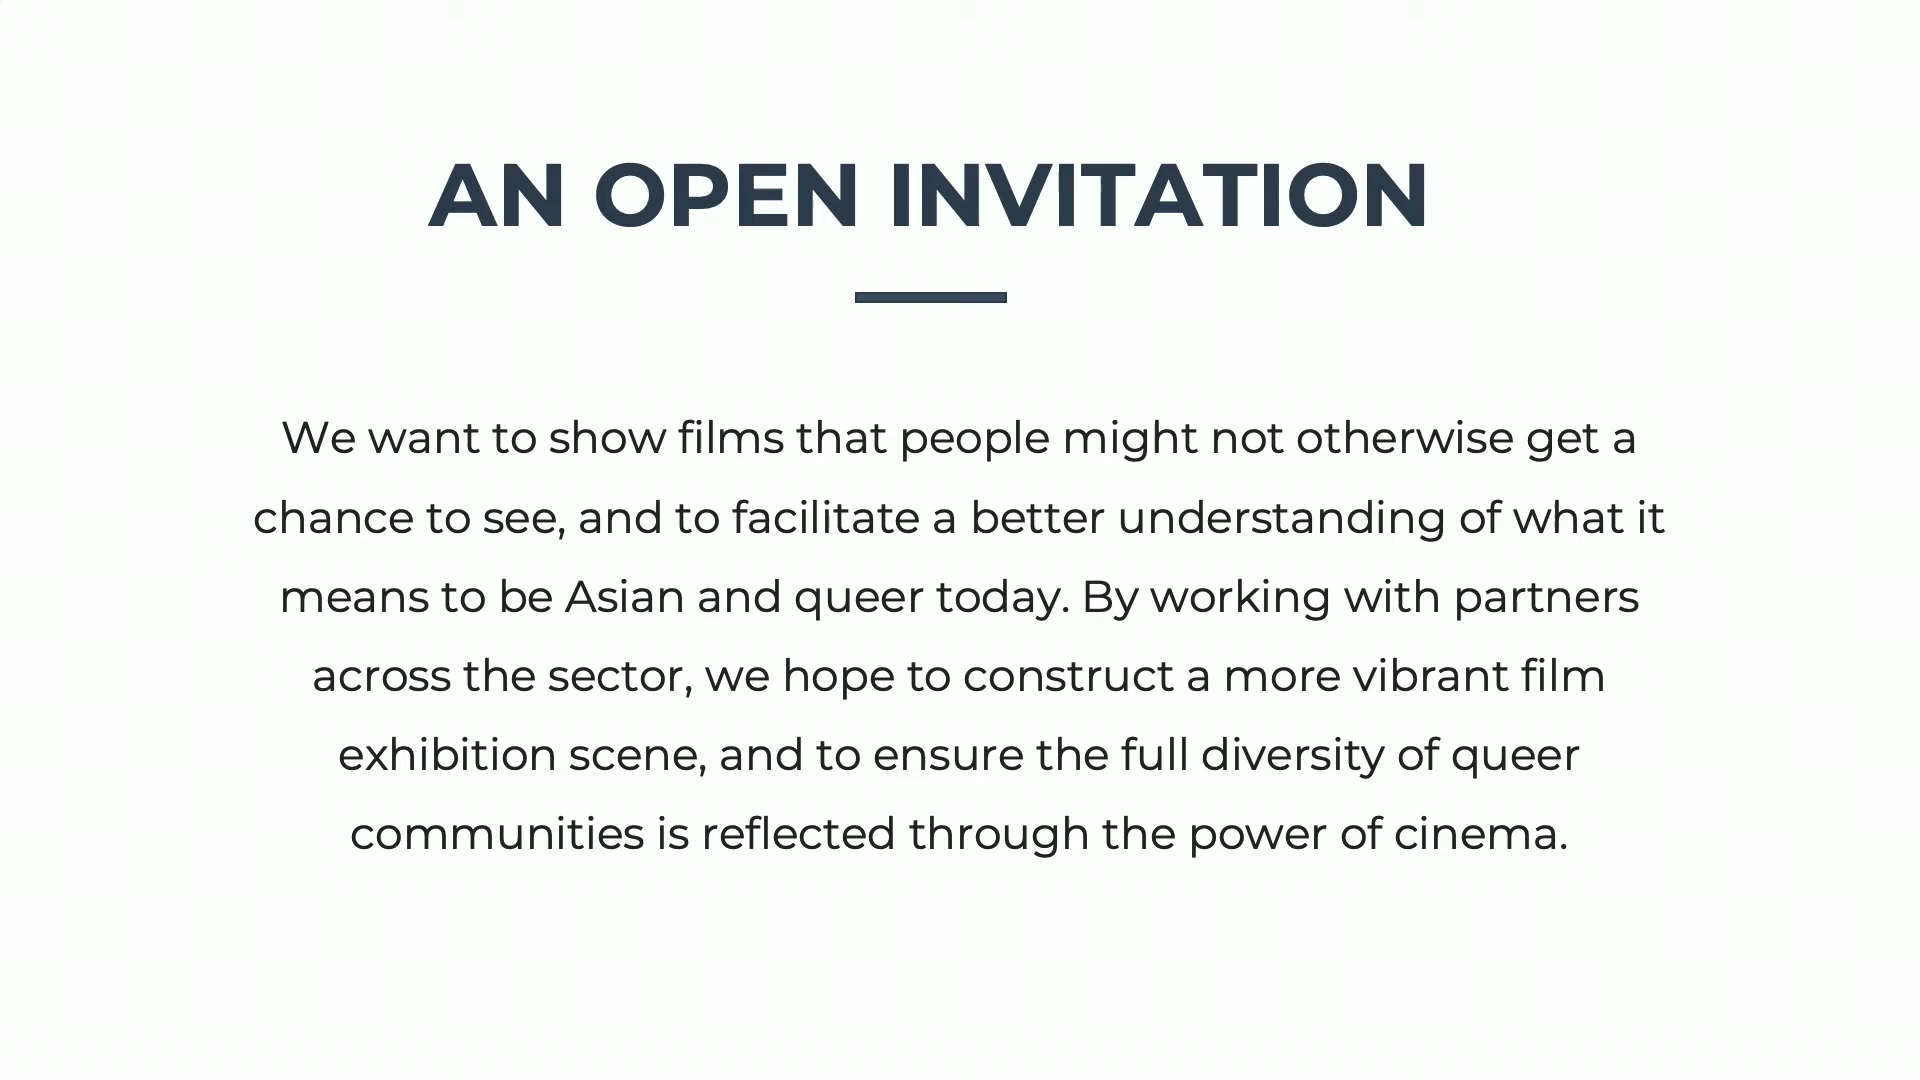 AN OPEN INVITATION
We want to show films that people might not otherwise get a
chance to see, and to facilitate a better understanding of what it
means to be Asian and queer today. By working with partners
across the sector, we hope to construct a more vibrant film
exhibition scene, and to ensure the full diversity of queer
communities is reflected through the power of cinema.